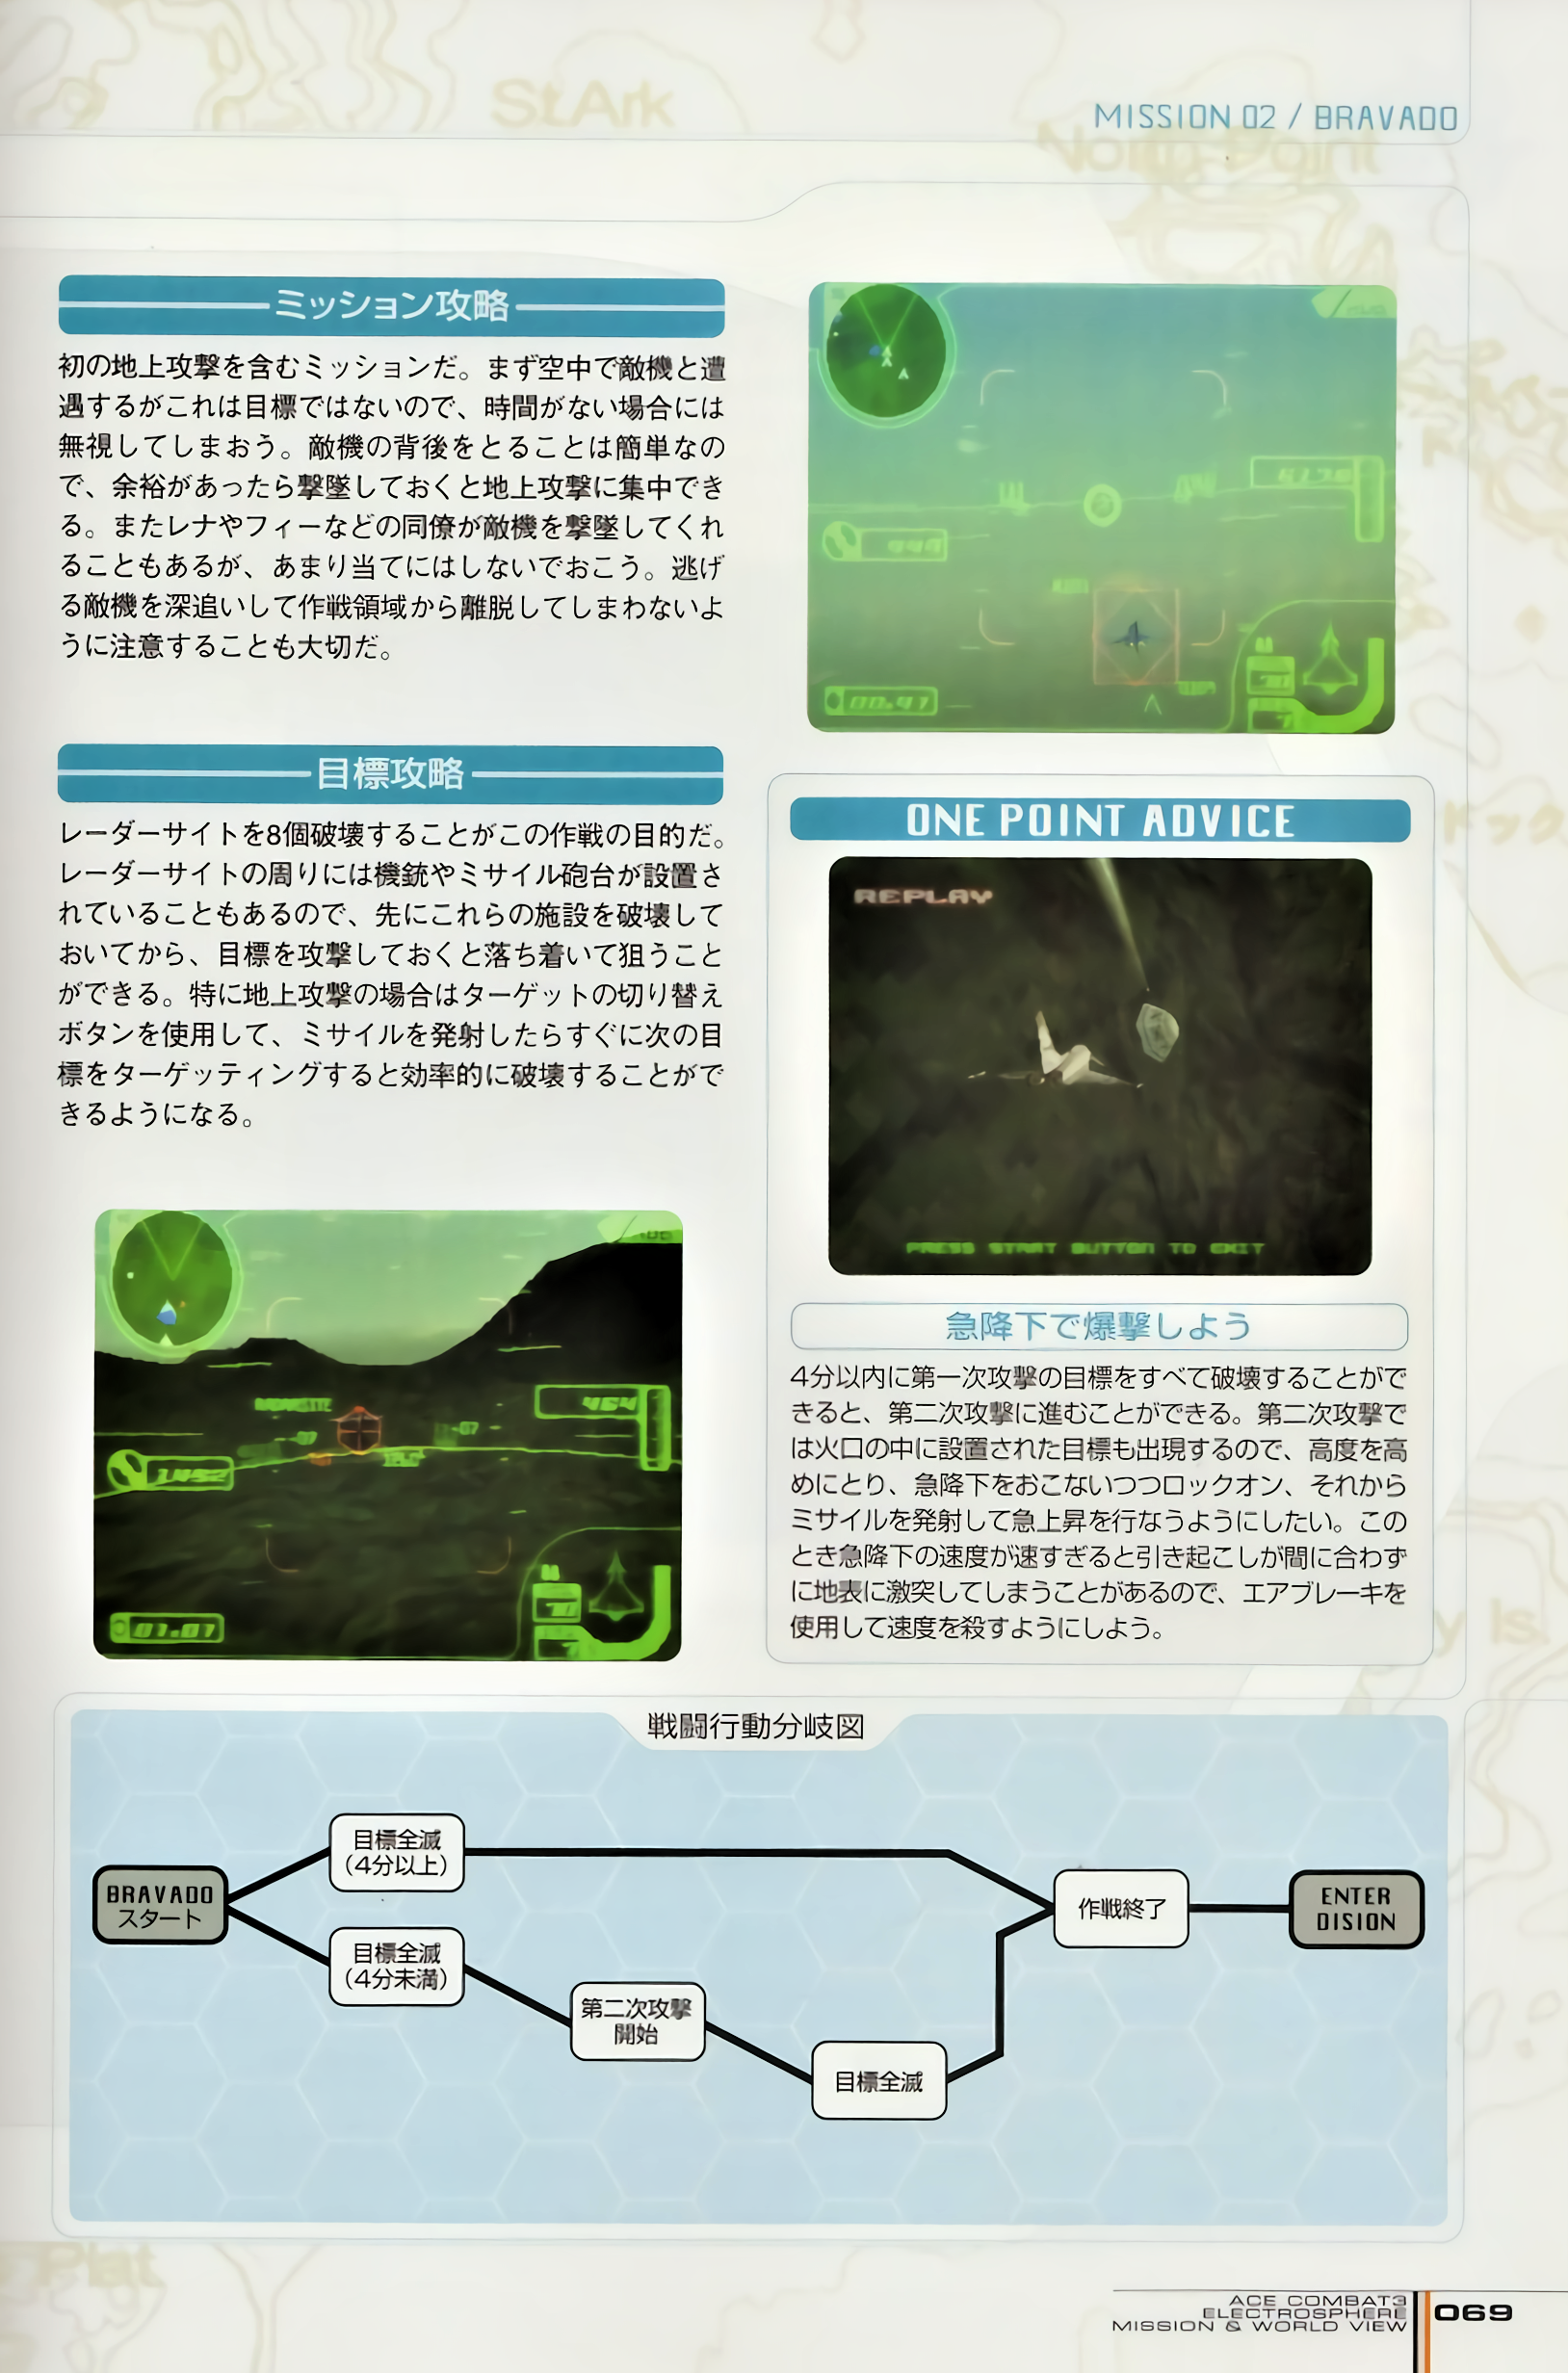 St.Ark
MISSION 02 / BRAVADO
North Point
ミッション攻略
初の地上攻撃を含むミッションだ。まず空中で敵機と遭
遇するがこれは目標ではないので、時間がない場合には
無視してしまおう。敵機の背後をとることは簡単なの
で、余裕があったら撃墜しておくと地上攻撃に集中でき
る。またレナやフィーなどの同僚が敵機を撃墜してくれ
ることもあるが、あまり当てにはしないでおこう。逃げ
る敵機を深追いして作戦領域から離脱してしまわないよ
うに注意することも大切だ。
目標攻略
レーダーサイトを8個破壊することがこの作戦の目的だ。
レーダーサイトの周りには機銃やミサイル砲台が設置さ
れていることもあるので、先にこれらの施設を破壊して
おいてから、目標を攻撃しておくと落ち着いて狙うこと
ができる。特に地上攻撃の場合はターゲットの切り替え
ボタンを使用して、ミサイルを発射したらすぐに次の目
標をターゲッティングすると効率的に破壊することがで
きるようになる。
464
1452
01.07
00.47
ONE POINT ADVICE
REPLAY
PRESS START BUTTON TO EXIT
急降下で爆撃しよう
4分以内に第一次攻撃の目標をすべて破壊することがで
きると、第二次攻撃に進むことができる。第二次攻撃で
は火口の中に設置された目標も出現するので、高度を高
めにとり、急降下をおこないつつロックオン、それから
ミサイルを発射して急上昇を行なうようにしたい。この
とき急降下の速度が速すぎると引き起こしが間に合わず
に地表に激突してしまうことがあるので、エアブレーキを
使用して速度を殺すようにしよう。
ドック
y Is.
戦闘行動分岐図
BRAVADO
スタート
目標全滅
(4分以上)
目標全滅
(4分未満)
第二次攻撃
開始
目標全滅
作戦終了
ENTER
DISION
Plat
ACE COMBAT3
ELECTROSPHERE
MISSION & WORLD VIEW
069